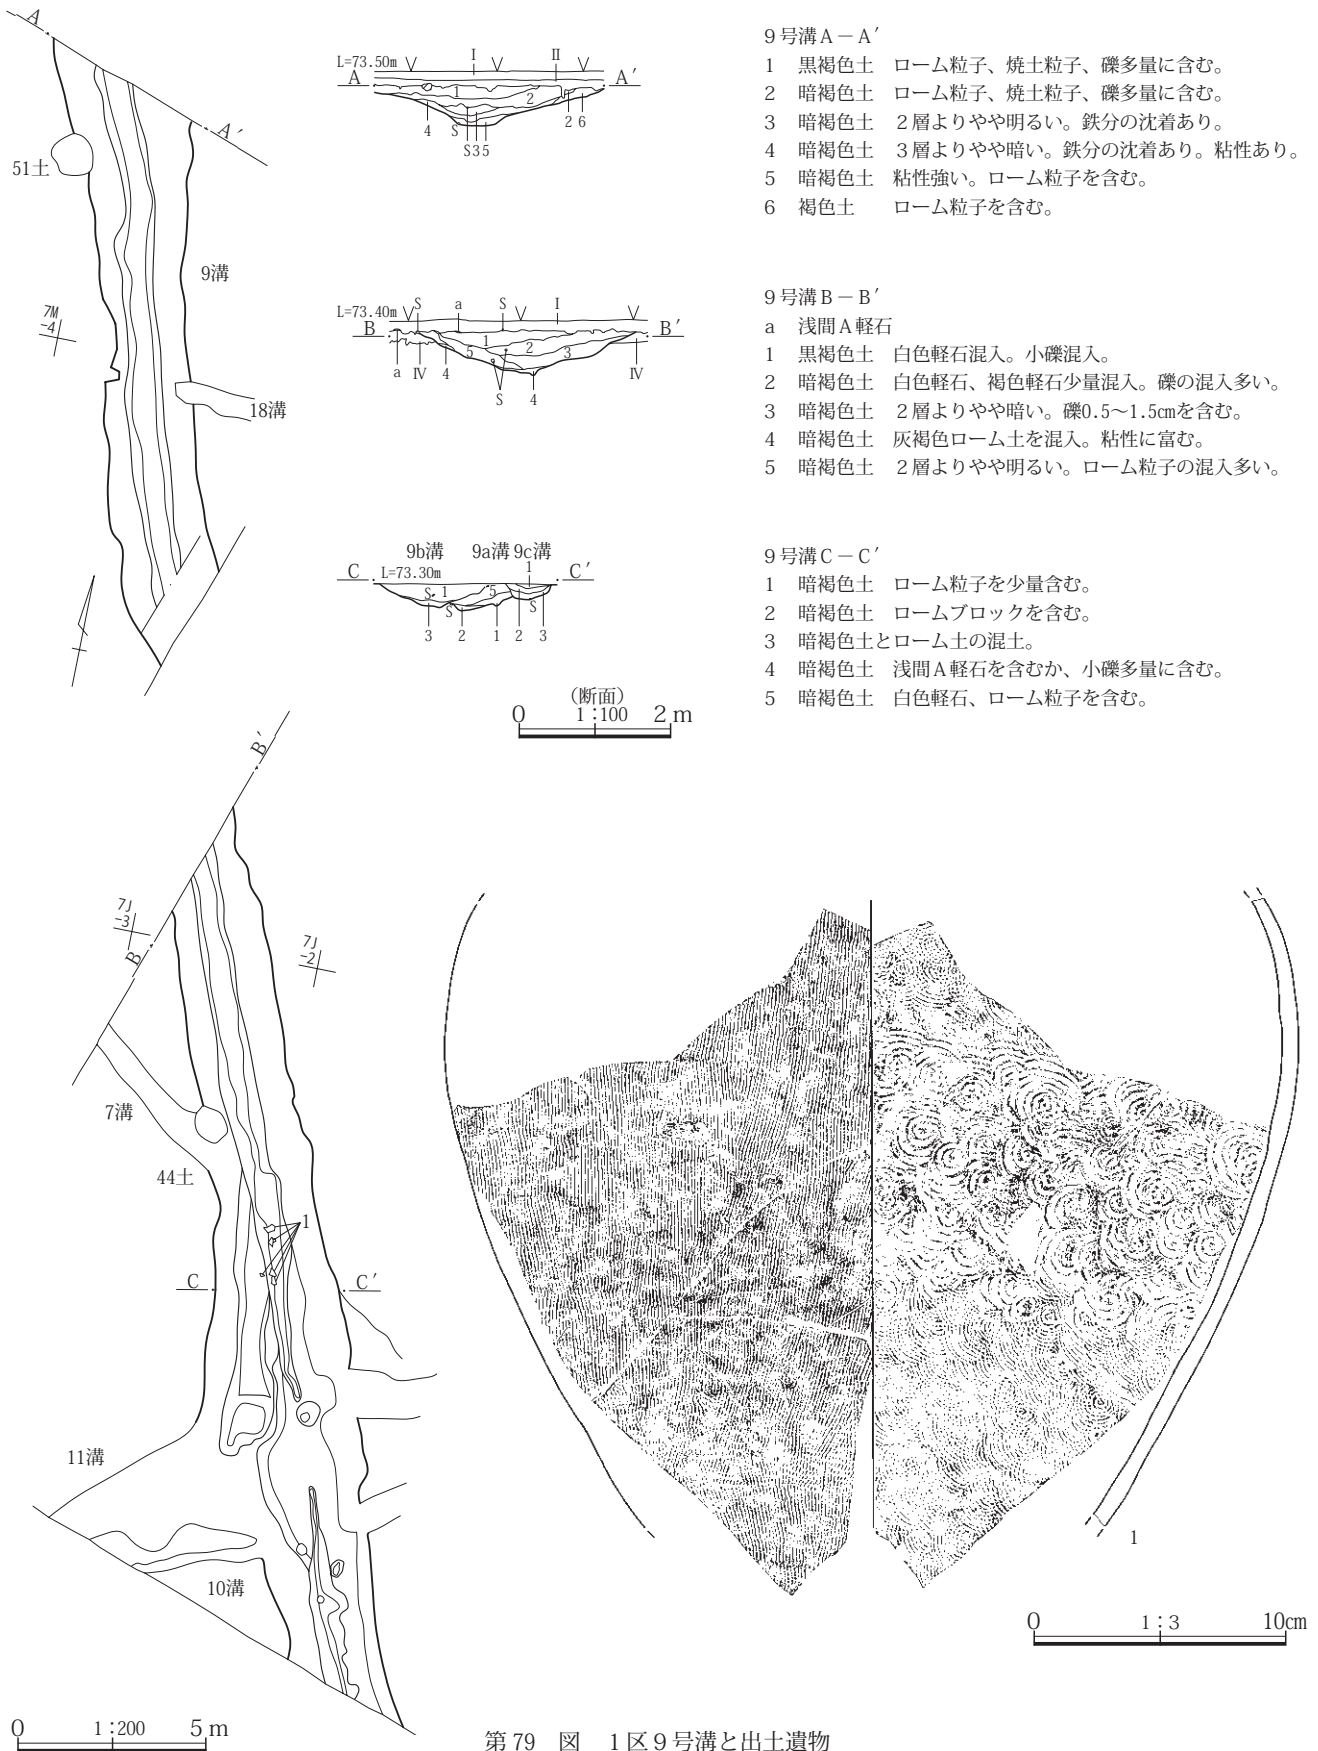 A
A′
51土
9溝
7M
-4
18溝
L=73.50m
Ⅰ
Ⅱ
A
A′
1
2
4
S
2 6
S35
L=73.40m
S
a
S
Ⅰ
B
B′
1
2
5
3
a
Ⅳ
4
Ⅳ
S
4
9b溝
9a溝 9c溝
1
C
L=73.30m
C′
S
1
5
S
S
3
2
1
2
3
(断面)
0
1:100
2m
9号溝A－A′
1 黒褐色土 ローム粒子、焼土粒子、礫多量に含む。
2 暗褐色土 ローム粒子、焼土粒子、礫多量に含む。
3 暗褐色土 2層よりやや明るい。鉄分の沈着あり。
4 暗褐色土 3層よりやや暗い。鉄分の沈着あり。粘性あり。
5 暗褐色土 粘性強い。ローム粒子を含む。
6 褐色土 ローム粒子を含む。
9号溝B－B′
a 浅間A軽石
1 黒褐色土 白色軽石混入。小礫混入。
2 暗褐色土 白色軽石、褐色軽石少量混入。礫の混入多い。
3 暗褐色土 2層よりやや暗い。礫0.5～1.5㎝を含む。
4 暗褐色土 灰褐色ローム土を混入。粘性に富む。
5 暗褐色土 2層よりやや明るい。ローム粒子の混入多い。
9号溝C－C′
1 暗褐色土 ローム粒子を少量含む。
2 暗褐色土 ロームブロックを含む。
3 暗褐色土とローム土の混土。
4 暗褐色土 浅間A軽石を含むか、小礫多量に含む。
5 暗褐色土 白色軽石、ローム粒子を含む。
B′
7J
-3
B
7J
-2
7溝
44土
1
C
C′
11溝
10溝
1
0
1:3
10cm
0
1:200
5m
第79 図 1区9号溝と出土遺物